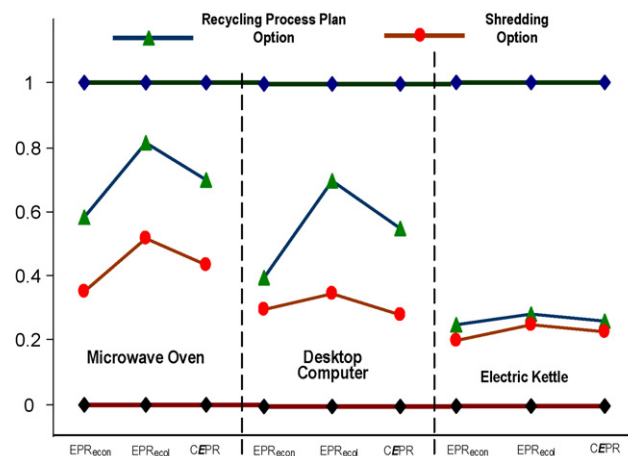 Recycling Process Plan
Option
Shredding
Option
1
0.8
0.6
0.4
0.2
0
Microwave Oven
Desktop
Computer
Electric Kettle
EPRecon EPRecol CEPR EPRecon EPRecol CEPR EPRecon EPRecol CEPR